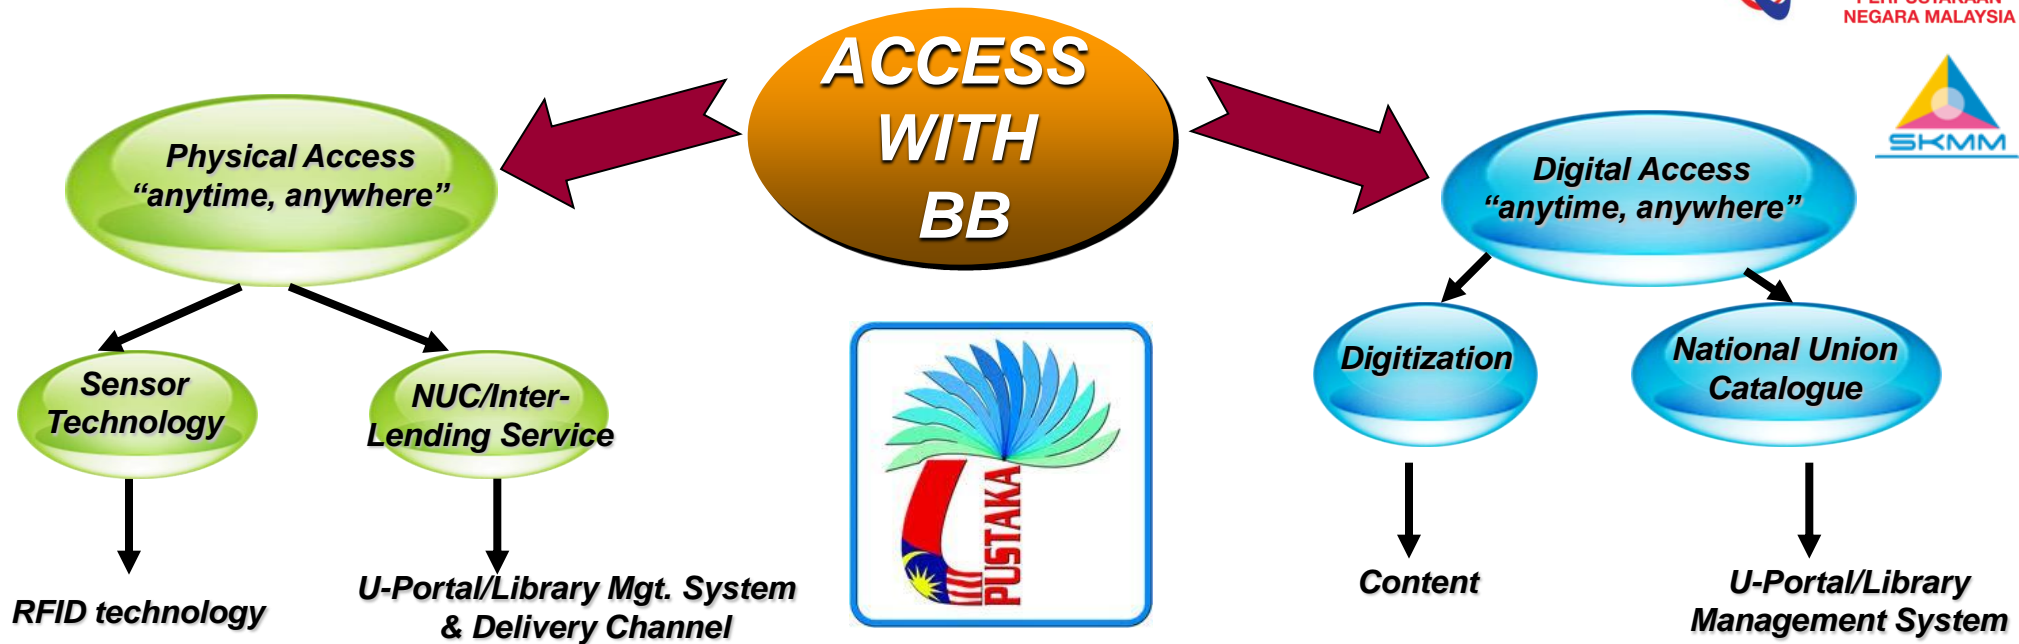 PERPUSTAKAAN
NEGARA MALAYSIA
SKMM
ACCESS
WITH
BB
Physical Access
“anytime, anywhere”
Digital Access
“anytime, anywhere”
Sensor
Technology
NUC/Inter-
Lending Service
Digitization
National Union
Catalogue
PUSTAKA
RFID technology
U-Portal/Library Mgt. System
& Delivery Channel
Content
U-Portal/Library
Management System